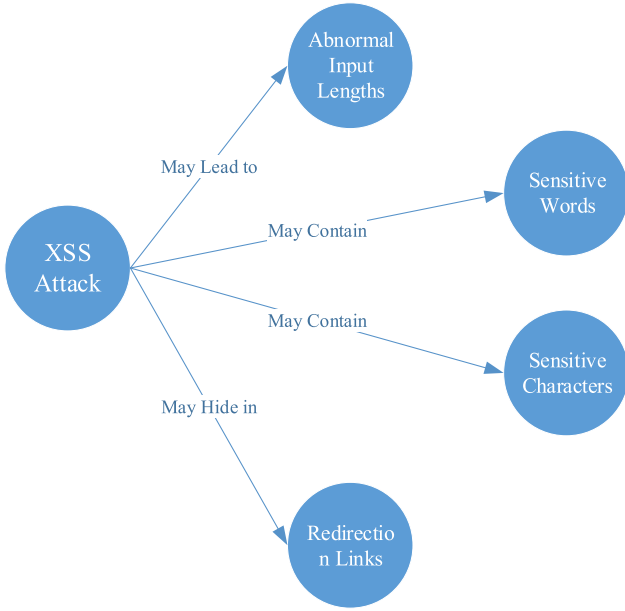 Abnormal
Input
Lengths
May Lead to
Sensitive
Words
May Contain
XSS
Attack
May Contain
Sensitive
Characters
May Hide in
Redirectio
n Links